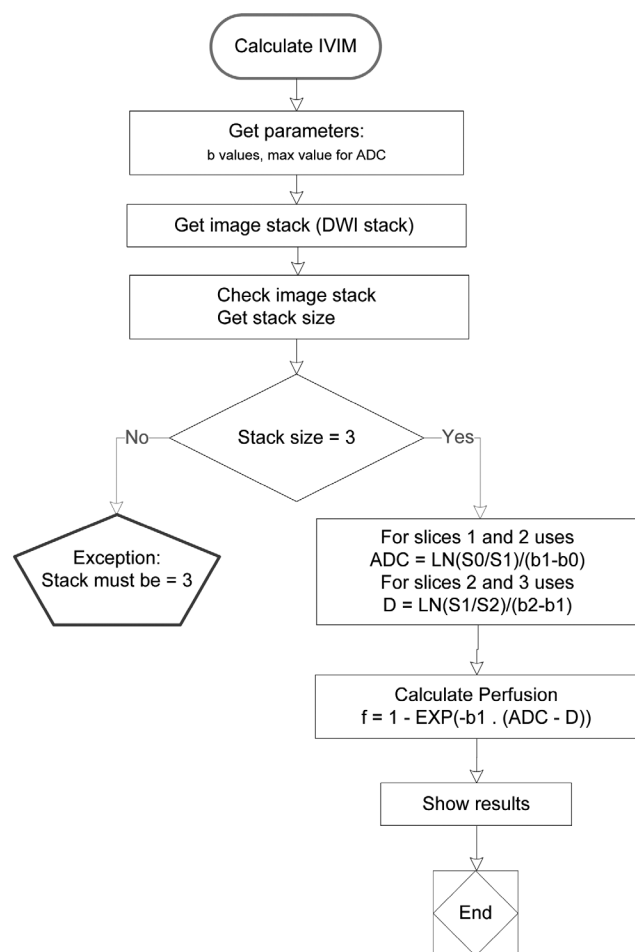 Calculate IVIM
Get parameters:
b values, max value for ADC
Get image stack (DWI stack)
Check image stack
Get stack size
Stack size = 3
No
Yes
Exception:
Stack must be = 3
For slices 1 and 2 uses
ADC = LN(S0/S1)/(b1-b0)
For slices 2 and 3 uses
D = LN(S1/S2)/(b2-b1)
Calculate Perfusion
f = 1 - EXP(-b1 . (ADC - D))
Show results
End